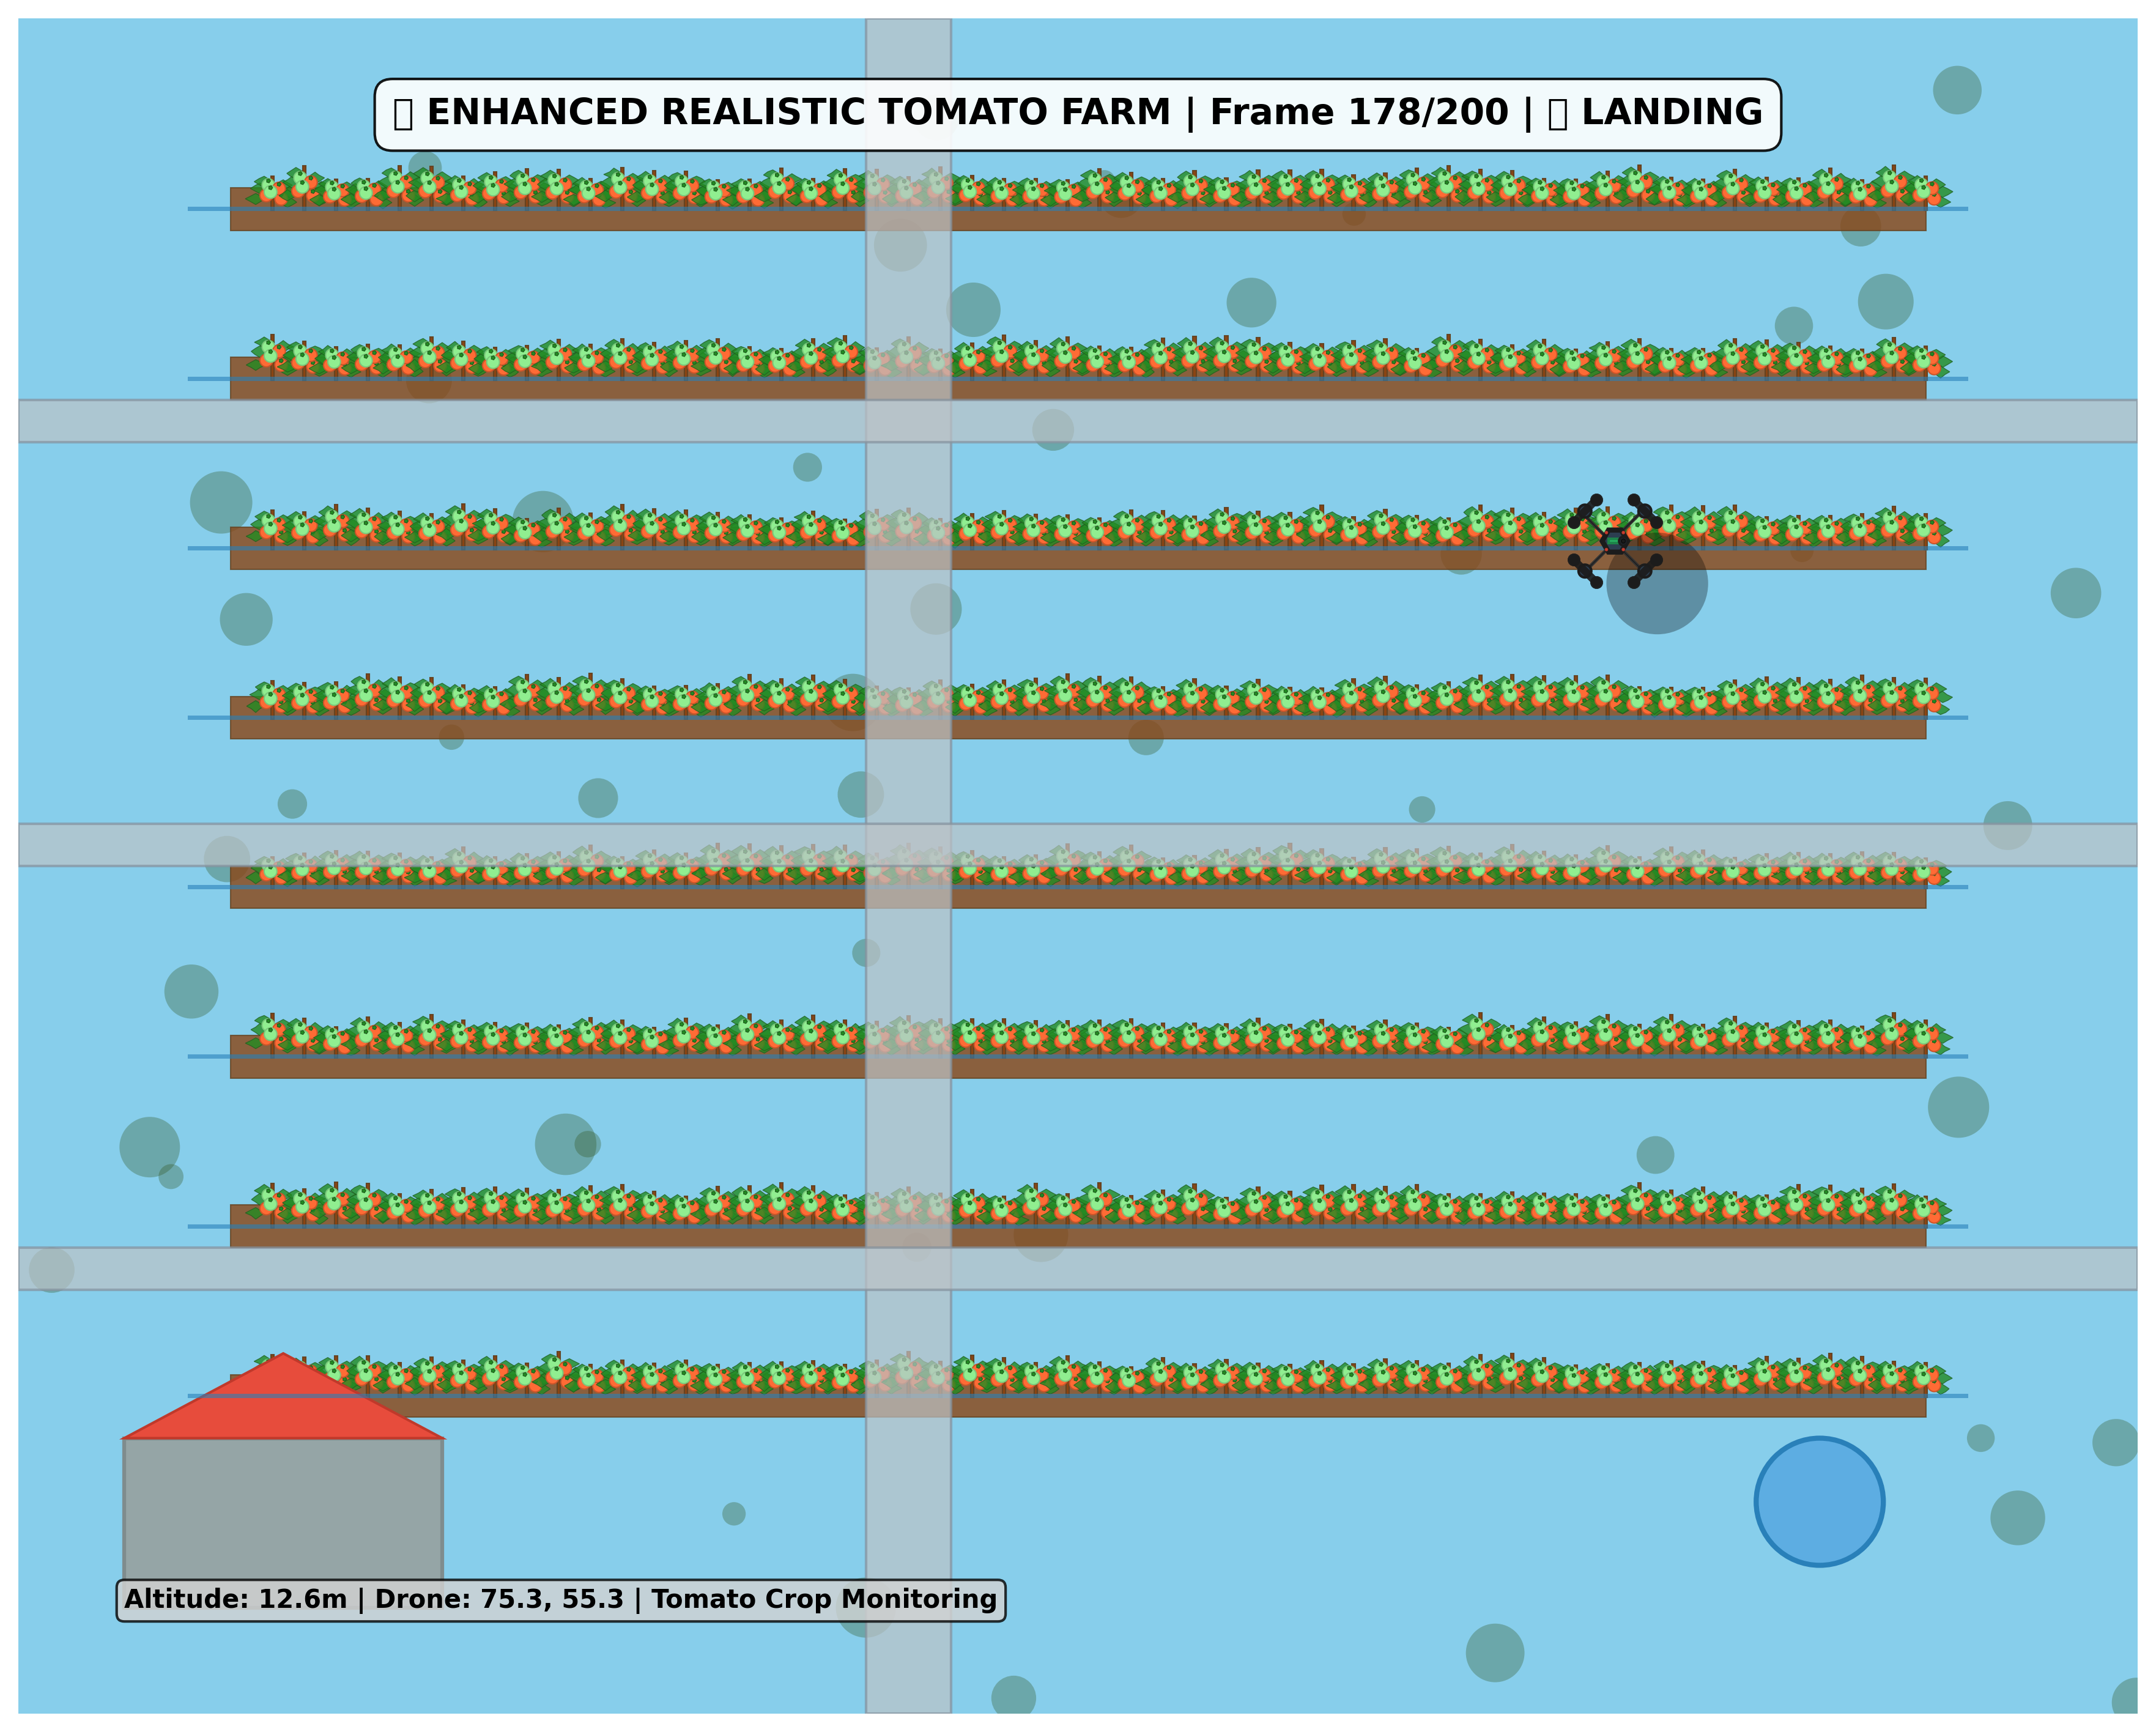 ▯ ENHANCED REALISTIC TOMATO FARM | Frame 178/200 | ▯ LANDING
Altitude: 12.6m | Drone: 75.3, 55.3 | Tomato Crop Monitoring